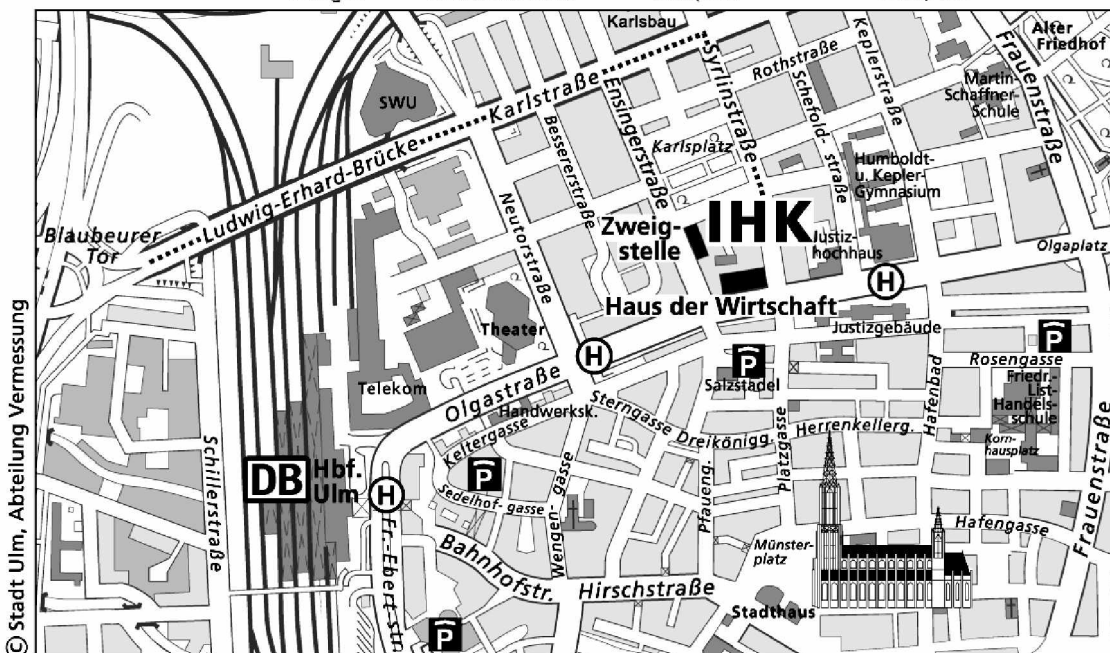 Karlsbau
Alter
Friedhof
SWU
Karlstraße
Syrlinstraße
Rothstraße
Keplerstraße
Frauenstraße
Martin-
Schaffner-
Schule
Ensingerstraße
Schefold-
straße
Bessererstraße
Karlsplatz
Humboldt-
u. Kepler-
Gymnasium
Ludwig-Erhard-Brücke
Blaubeurer
Tor
Neutorstraße
Zweig-
stelle
IHK
Justiz-
hochhaus
Olgaplatz
H
Haus der Wirtschaft
Justizgebäude
Theater
H
P
P
Rosengasse
Telekom
Olgastraße
Salzstadel
Hafenbad
Friedr.-
List-
Handels-
schule
Handwerksk.
Sterngasse
Dreikönigg.
Platzgasse
Herrenkellerg.
Korn-
hausplatz
Keltergasse
Schillerstraße
DB
Hbf.
Ulm
P
H
Sedelhof-gasse
Wengen-gasse
Pfaueng.
Hafengasse
Frauenstraße
Fr.-Ebertstr.
Bahnhofstr.
Münster-
platz
Hirschstraße
Stadthaus
P
© Stadt Ulm, Abteilung Vermessung